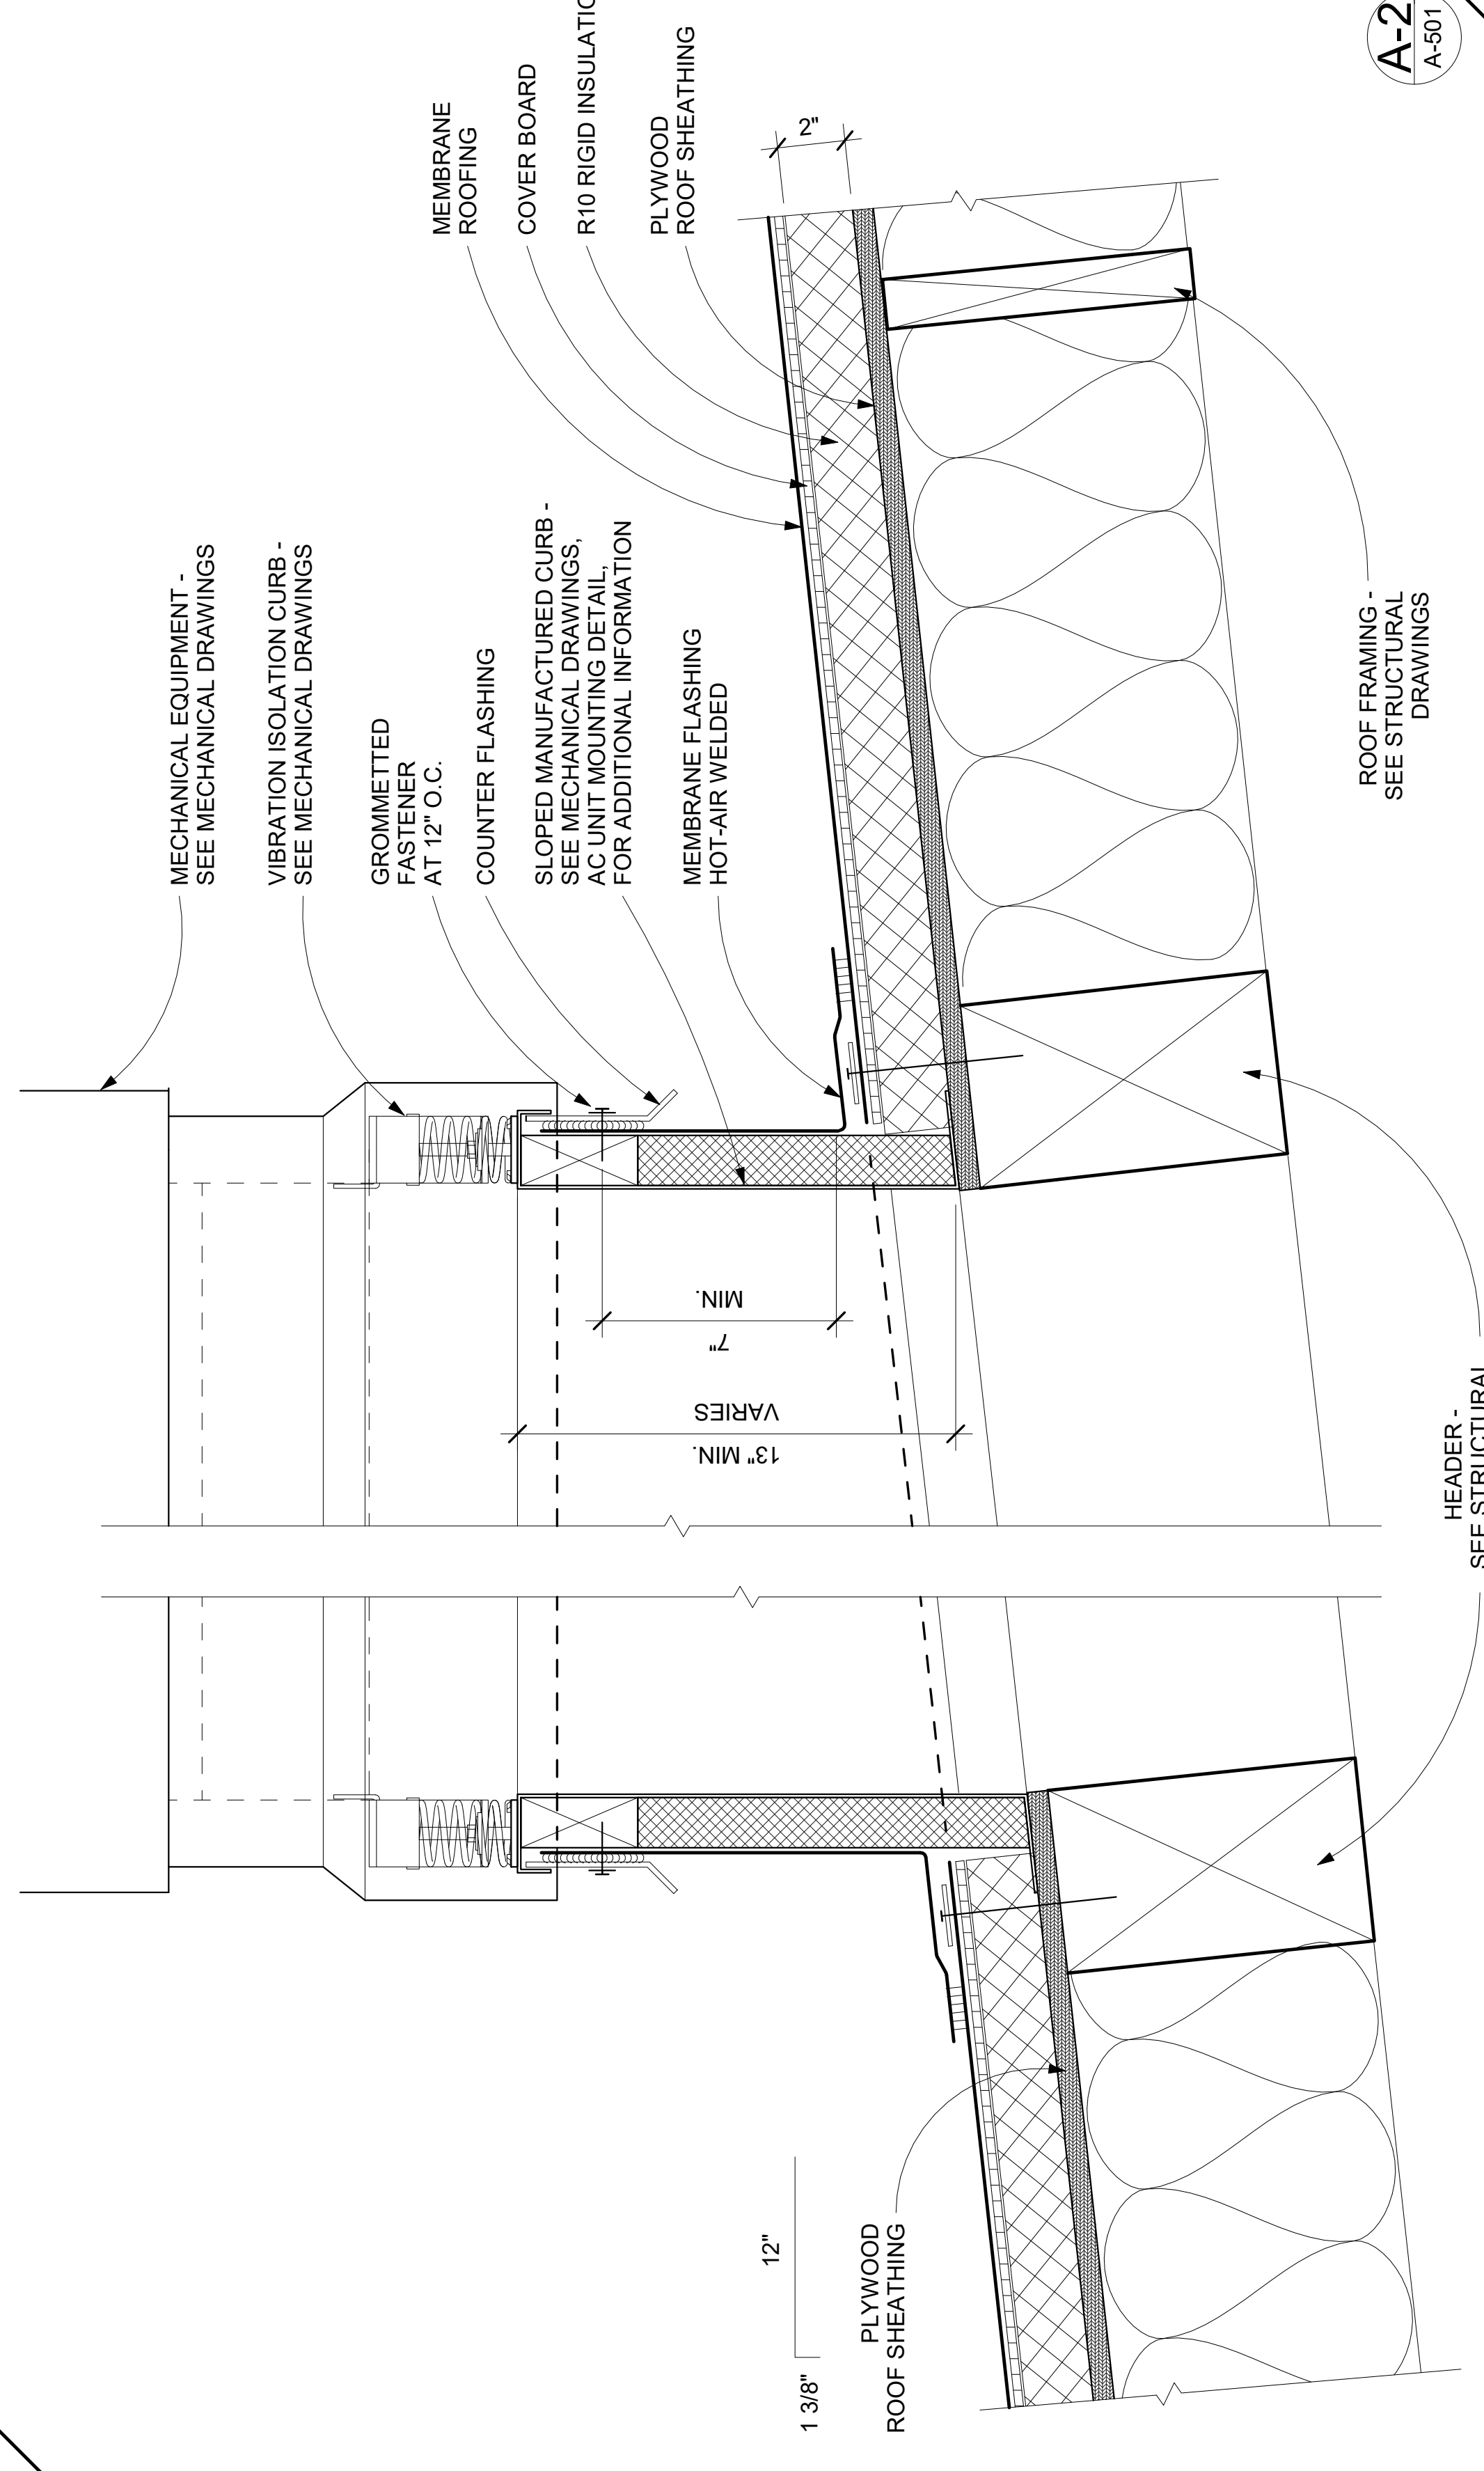 MECHANICAL EQUIPMENT -
SEE MECHANICAL DRAWINGS
VIBRATION ISOLATION CURB -
SEE MECHANICAL DRAWINGS
GROMMETTED
FASTENER
AT 12" O.C.
COUNTER FLASHING
SLOPED MANUFACTURED CURB -
SEE MECHANICAL DRAWINGS,
AC UNIT MOUNTING DETAIL,
FOR ADDITIONAL INFORMATION
MEMBRANE FLASHING
HOT-AIR WELDED
MEMBRANE
ROOFING
COVER BOARD
R10 RIGID INSULATIO
PLYWOOD
ROOF SHEATHING
2"
7"
MIN.
13" MIN.
VARIES
12"
1 3/8"
PLYWOOD
ROOF SHEATHING
ROOF FRAMING -
SEE STRUCTURAL
DRAWINGS
HEADER -
SEE STRUCTURAL
A-2
A-501